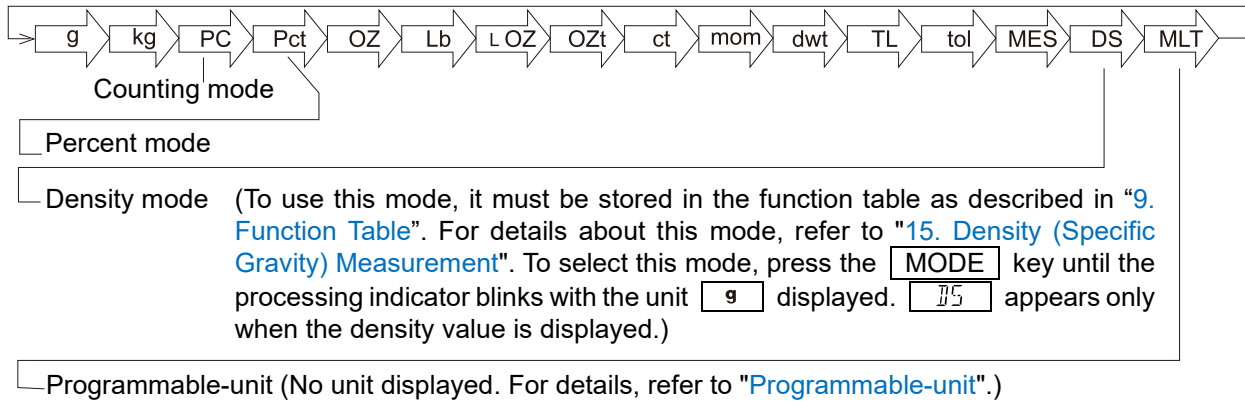 g kg PC Pct OZ Lb L OZ OZt ct mom dwt TL tol MES DS MLT
Counting mode
Percent mode
Density mode (To use this mode, it must be stored in the function table as described in “9.
Function Table”. For details about this mode, refer to "15. Density (Specific
Gravity) Measurement". To select this mode, press the MODE key until the
processing indicator blinks with the unit g displayed. DS appears only
when the density value is displayed.)
Programmable-unit (No unit displayed. For details, refer to "Programmable-unit".)